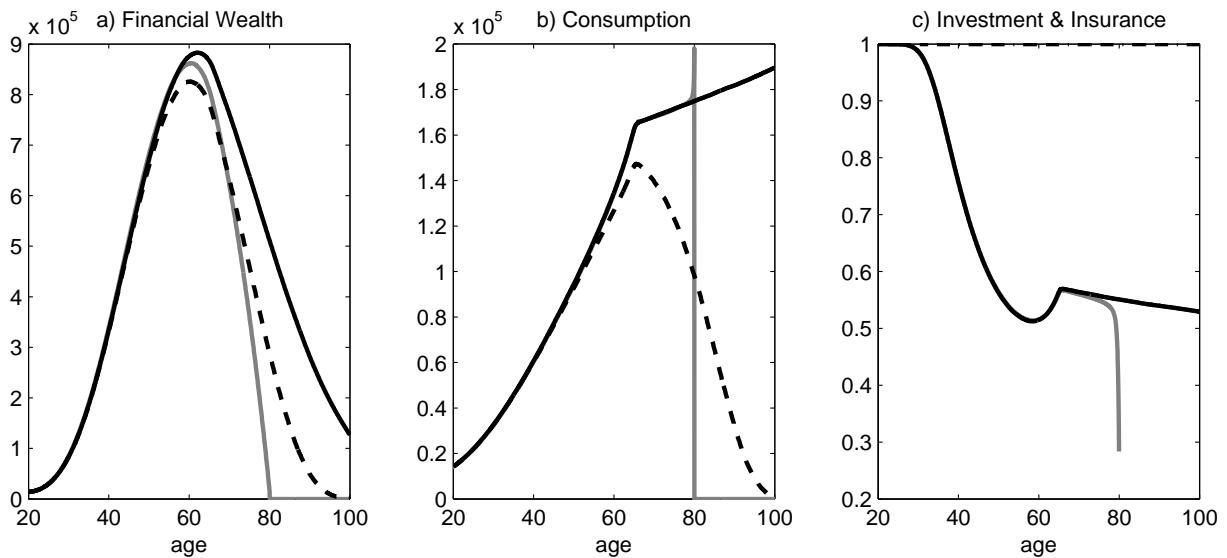 a) Financial Wealth
x 10^5
9
8
7
6
5
4
3
2
1
0
20 40 60 80 100
age
b) Consumption
x 10^5
2
1.8
1.6
1.4
1.2
1
0.8
0.6
0.4
0.2
0
20 40 60 80 100
age
c) Investment & Insurance
1
0.9
0.8
0.7
0.6
0.5
0.4
0.3
0.2
20 40 60 80 100
age